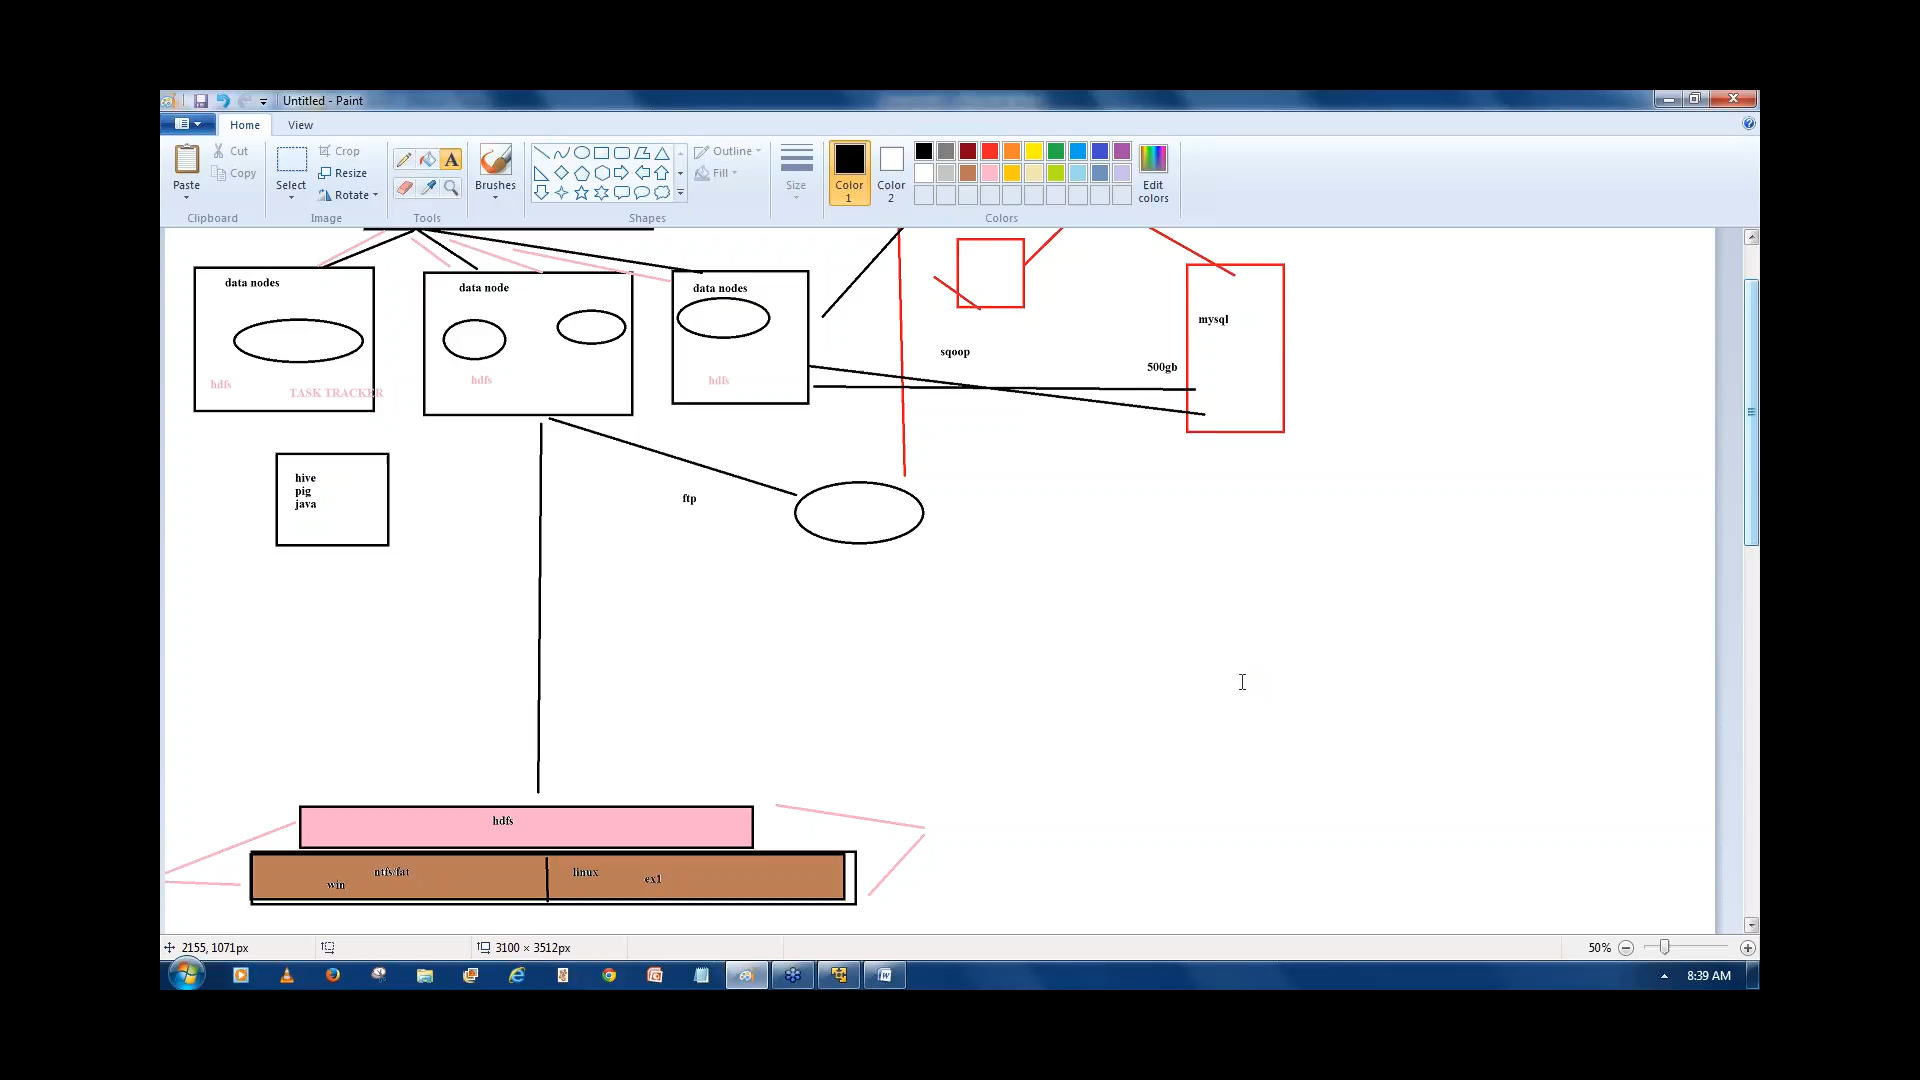 Untitled - Paint
Home
View
Paste
Cut
Copy
Clipboard
Select
Crop
Resize
Rotate
Image
A
Tools
Brushes
Outline
Fill
Shapes
Size
Color
1
Color
2
Edit
colors
Colors
data nodes
hdfs
TASK TRACKER
data node
hdfs
data nodes
hdfs
sqoop
500gb
mysql
hive
pig
java
ftp
hdfs
ntfs/fat
win
linux
ex1
2155, 1071px
3100 × 3512px
50%
8:39 AM